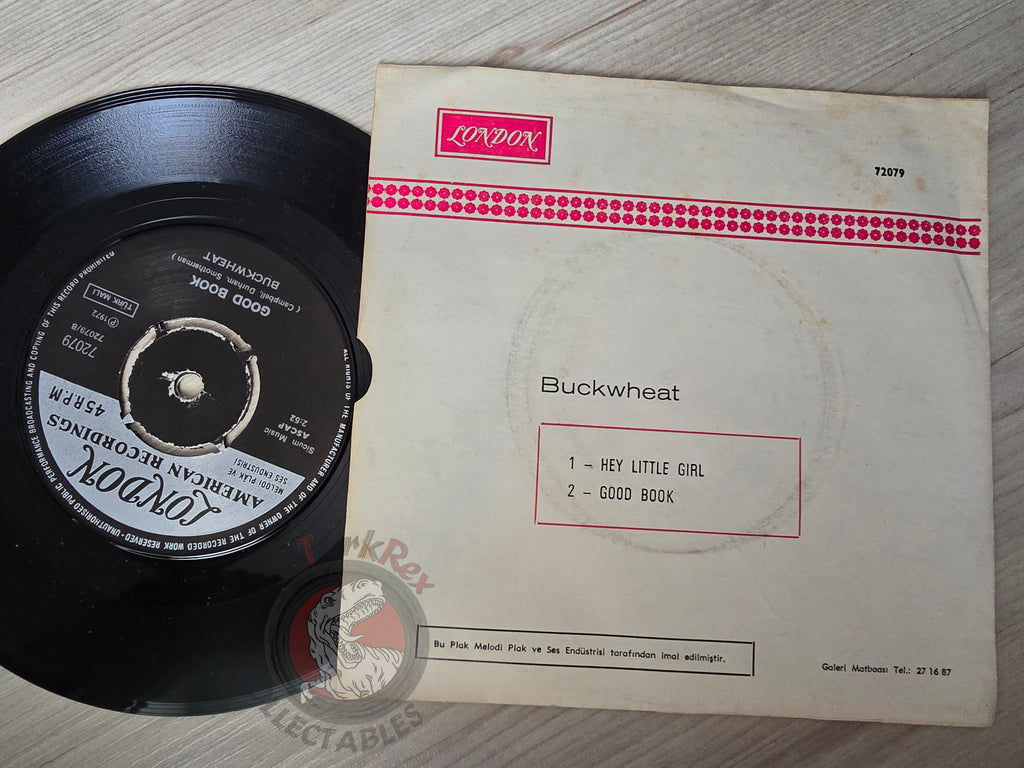 LONDON
72079
Buckwheat
1 – HEY LITTLE GIRL
2 – GOOD BOOK
Bu Plak Melodi Plak ve Ses Endüstrisi tarafından imal edilmiştir.
Galeri Matbaası Tel.: 27 16 87
ALL RIGHTS OF THE MANUFACTURER AND OF THE OWNER OF THE RECORDED WORK RESERVED · UNAUTHORISED PUBLIC PERFORMANCE BROADCASTING AND COPYING OF THIS RECORD PROHIBITED
LONDON
AMERICAN RECORDINGS
MELODİ PLAK VE
SES ENDÜSTRİSİ
45 R.P.M
72079
72079/B
℗1972
TÜRK MALI
Sicum Music
ASCAP
2:52
GOOD BOOK
( Campbell, Durham, Smotherman )
BUCKWHEAT
TurkRex
LLECTABLES